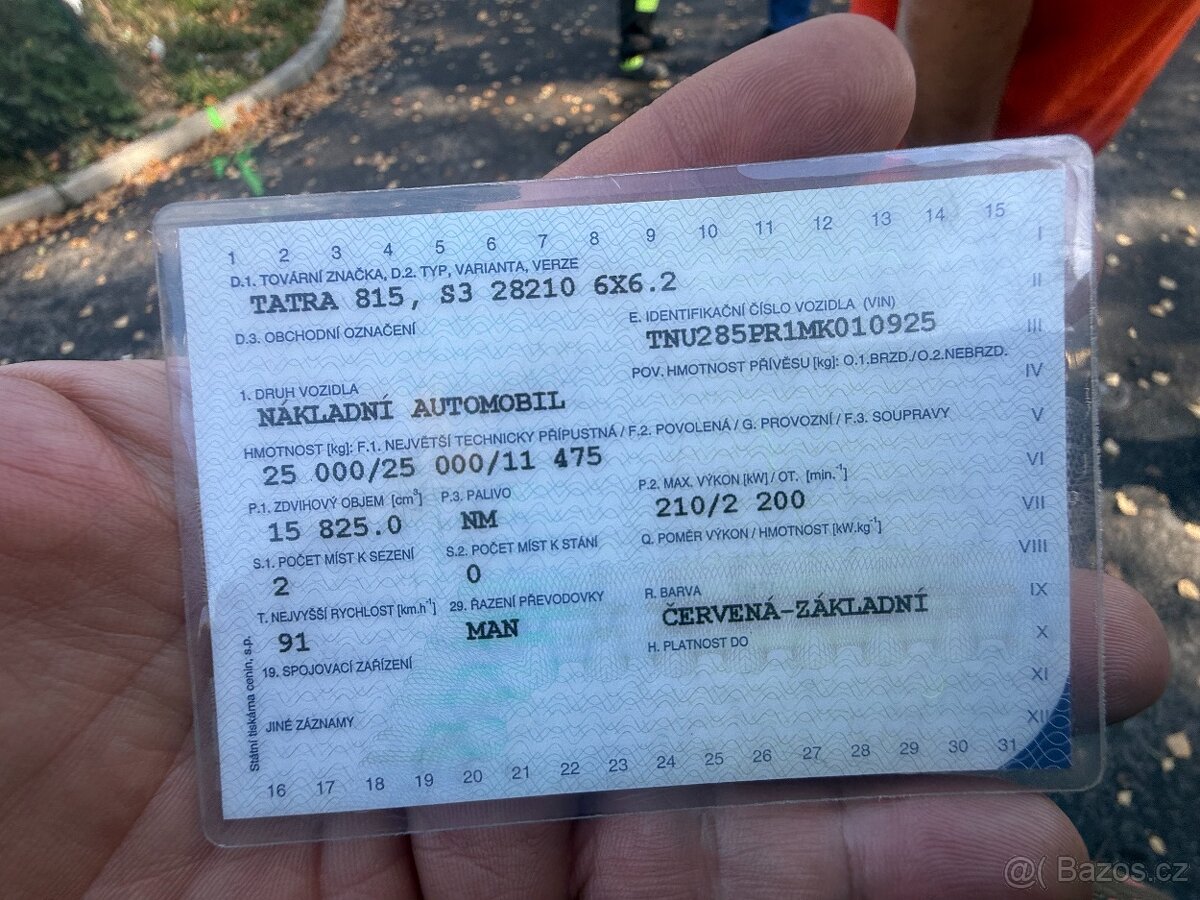 1 2 3 4 5 6 7 8 9 10 11 12 13 14 15
I
D.1. TOVÁRNÍ ZNAČKA, D.2. TYP, VARIANTA, VERZE
TATRA 815, S3 28210 6X6.2
II
E. IDENTIFIKAČNÍ ČÍSLO VOZIDLA (VIN)
D.3. OBCHODNÍ OZNAČENÍ
TNU285PR1MK010925
III
POV. HMOTNOST PŘÍVĚSU [kg]: O.1.BRZD./O.2.NEBRZD.
IV
1. DRUH VOZIDLA
NÁKLADNÍ AUTOMOBIL
V
HMOTNOST [kg]: F.1. NEJVĚTŠÍ TECHNICKY PŘÍPUSTNÁ / F.2. POVOLENÁ / G. PROVOZNÍ / F.3. SOUPRAVY
25 000/25 000/11 475
VI
P.1. ZDVIHOVÝ OBJEM [cm³] P.3. PALIVO P.2. MAX. VÝKON [kW] / OT. [min.⁻¹]
15 825.0 NM 210/2 200
VII
S.1. POČET MÍST K SEZENÍ S.2. POČET MÍST K STÁNÍ Q. POMĚR VÝKON / HMOTNOST [kW.kg⁻¹]
VIII
2 0
T. NEJVYŠŠÍ RYCHLOST [km.h⁻¹] 29. ŘAZENÍ PŘEVODOVKY R. BARVA
IX
91 MAN ČERVENÁ-ZÁKLADNÍ
X
19. SPOJOVACÍ ZAŘÍZENÍ H. PLATNOST DO
XI
JINÉ ZÁZNAMY
XII
Státní tiskárna cenin, s.p.
16 17 18 19 20 21 22 23 24 25 26 27 28 29 30 31
@( Bazos.cz